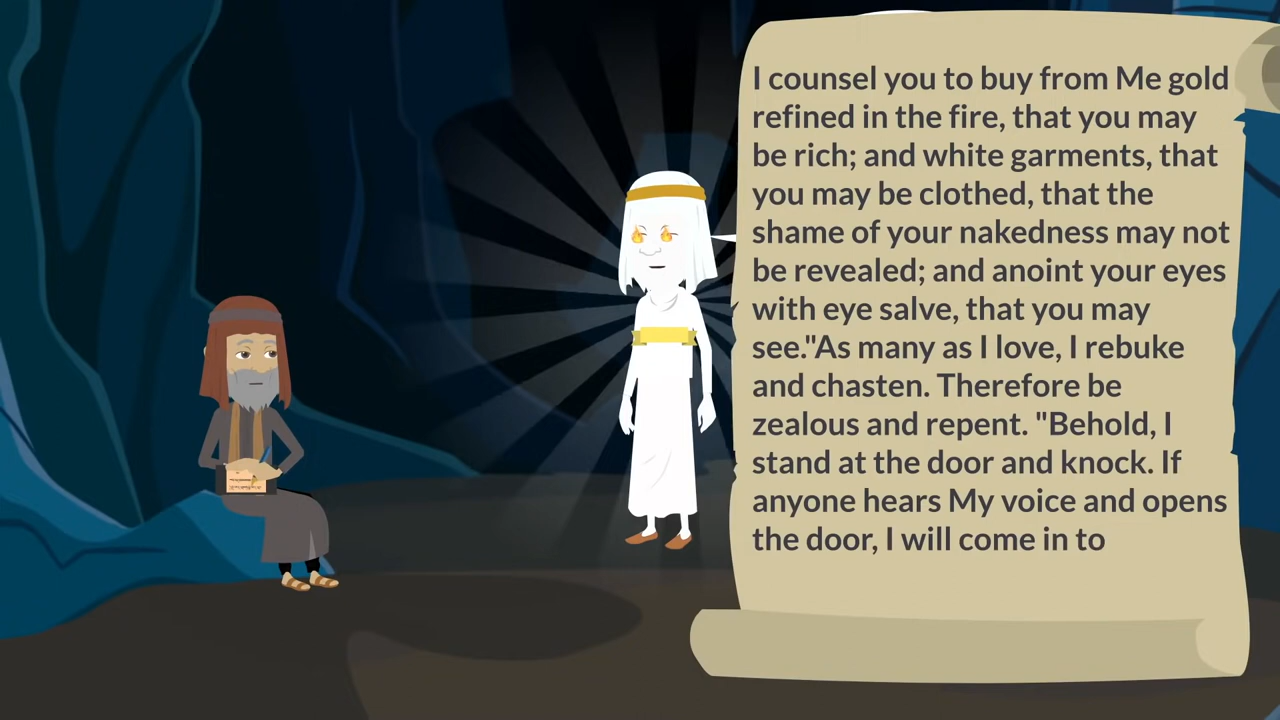 I counsel you to buy from Me gold
refined in the fire, that you may
be rich; and white garments, that
you may be clothed, that the
shame of your nakedness may not
be revealed; and anoint your eyes
with eye salve, that you may
see."As many as I love, I rebuke
and chasten. Therefore be
zealous and repent. "Behold, I
stand at the door and knock. If
anyone hears My voice and opens
the door, I will come in to